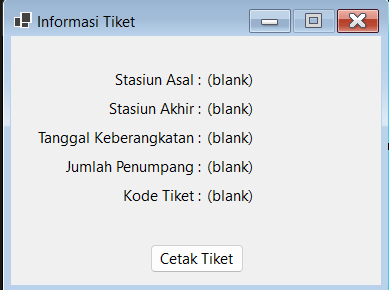 Informasi Tiket
Stasiun Asal : (blank)
Stasiun Akhir : (blank)
Tanggal Keberangkatan : (blank)
Jumlah Penumpang : (blank)
Kode Tiket : (blank)
Cetak Tiket